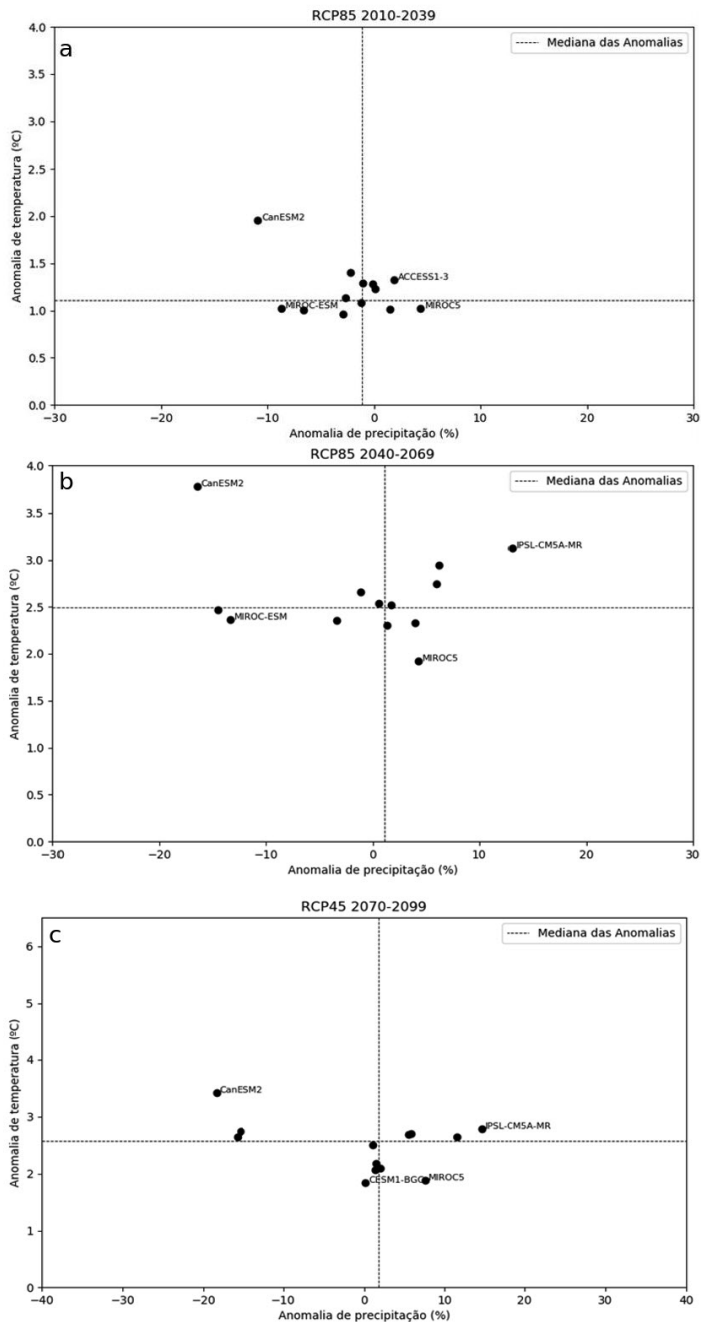 RCP85 2010-2039
a
Mediana das Anomalias
4.0
3.5
3.0
2.5
2.0
1.5
1.0
0.5
0.0
Anomalia de temperatura (ºC)
CanESM2
ACCESS1-3
MIROC-ESM
MIROC5
−30
−20
−10
0
10
20
30
Anomalia de precipitação (%)
RCP85 2040-2069
b
Mediana das Anomalias
4.0
3.5
3.0
2.5
2.0
1.5
1.0
0.5
0.0
Anomalia de temperatura (ºC)
CanESM2
IPSL-CM5A-MR
MIROC-ESM
MIROC5
−30
−20
−10
0
10
20
30
Anomalia de precipitação (%)
RCP45 2070-2099
c
Mediana das Anomalias
6
5
4
3
2
1
0
Anomalia de temperatura (ºC)
CanESM2
IPSL-CM5A-MR
CESM1-BGC
MIROC5
−40
−30
−20
−10
0
10
20
30
40
Anomalia de precipitação (%)